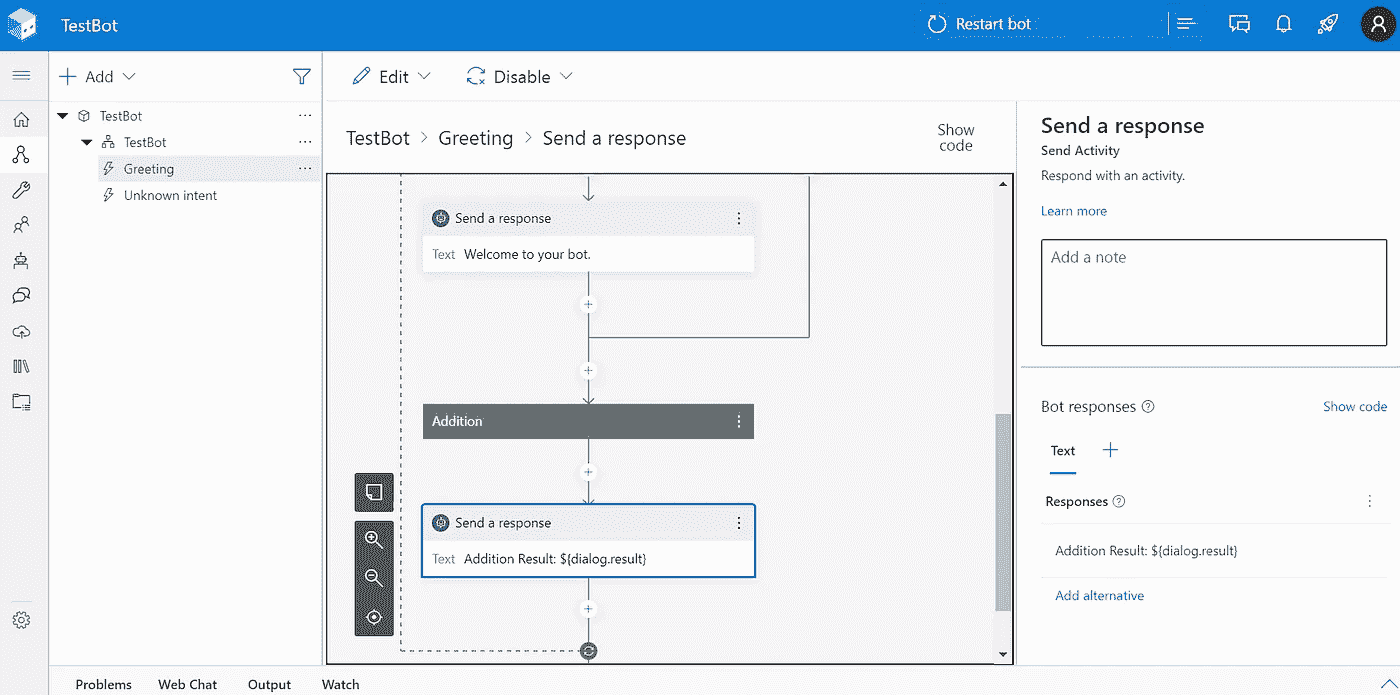 TestBot
Restart bot
Add
Edit
Disable
TestBot
TestBot
Greeting
Unknown intent
TestBot > Greeting > Send a response
Show
code
Send a response
Text Welcome to your bot.
Addition
Send a response
Text Addition Result: ${dialog.result}
Send a response
Send Activity
Respond with an activity.
Learn more
Add a note
Bot responses
Show code
Text
Responses
Addition Result: ${dialog.result}
Add alternative
Problems
Web Chat
Output
Watch